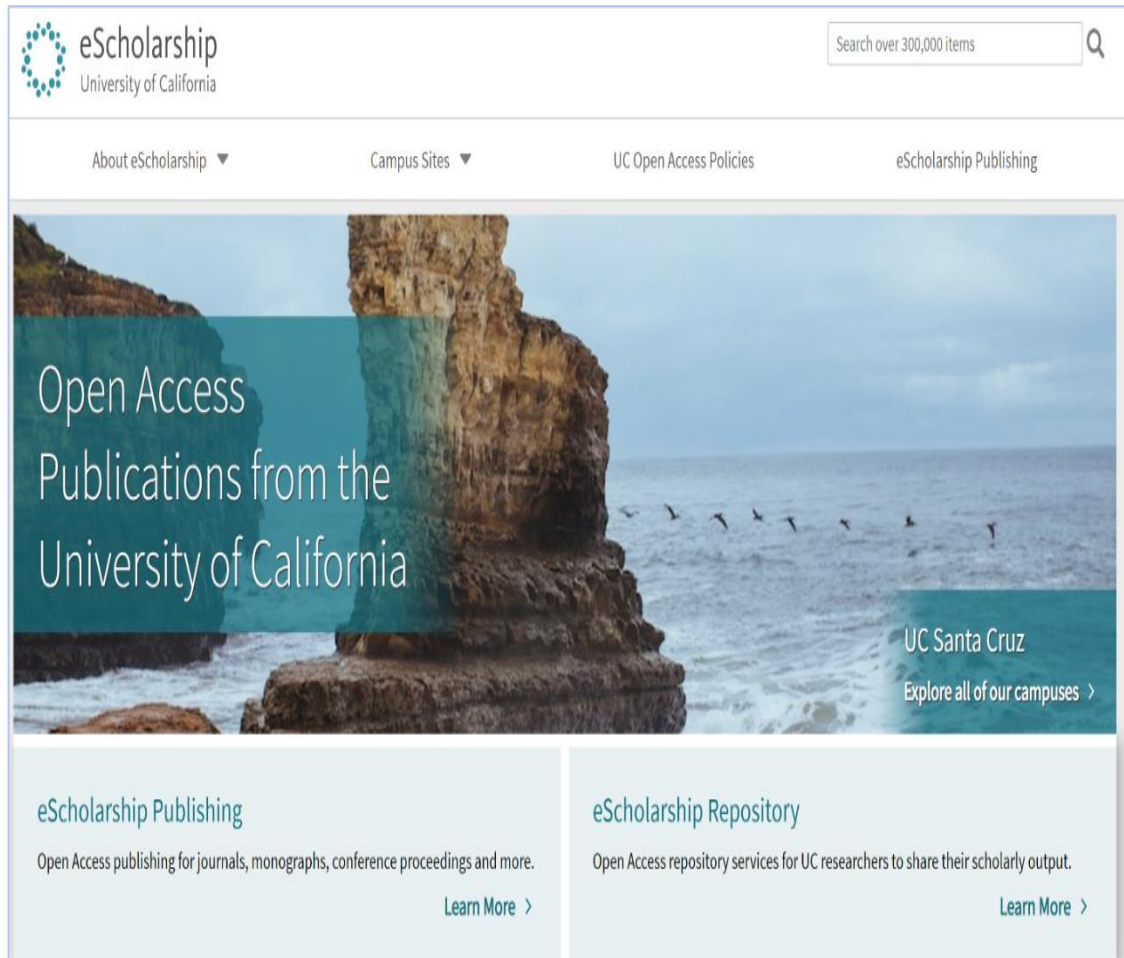 eScholarship
University of California
Search over 300,000 items
About eScholarship
Campus Sites
UC Open Access Policies
eScholarship Publishing
Open Access
Publications from the
University of California
UC Santa Cruz
Explore all of our campuses >
eScholarship Publishing
Open Access publishing for journals, monographs, conference proceedings and more.
Learn More >
eScholarship Repository
Open Access repository services for UC researchers to share their scholarly output.
Learn More >